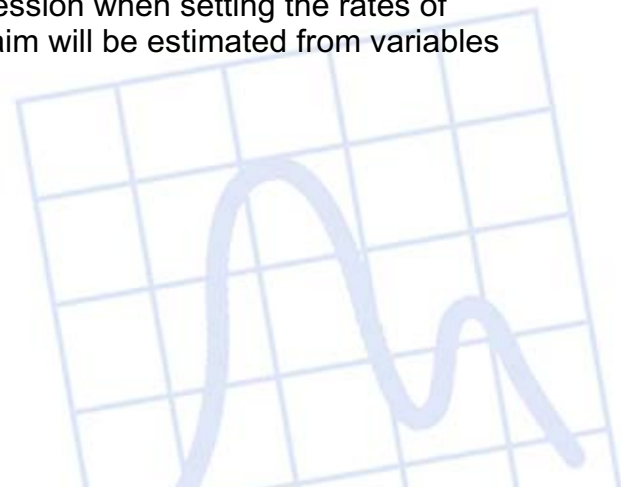 ession when setting the rates of
aim will be estimated from variables